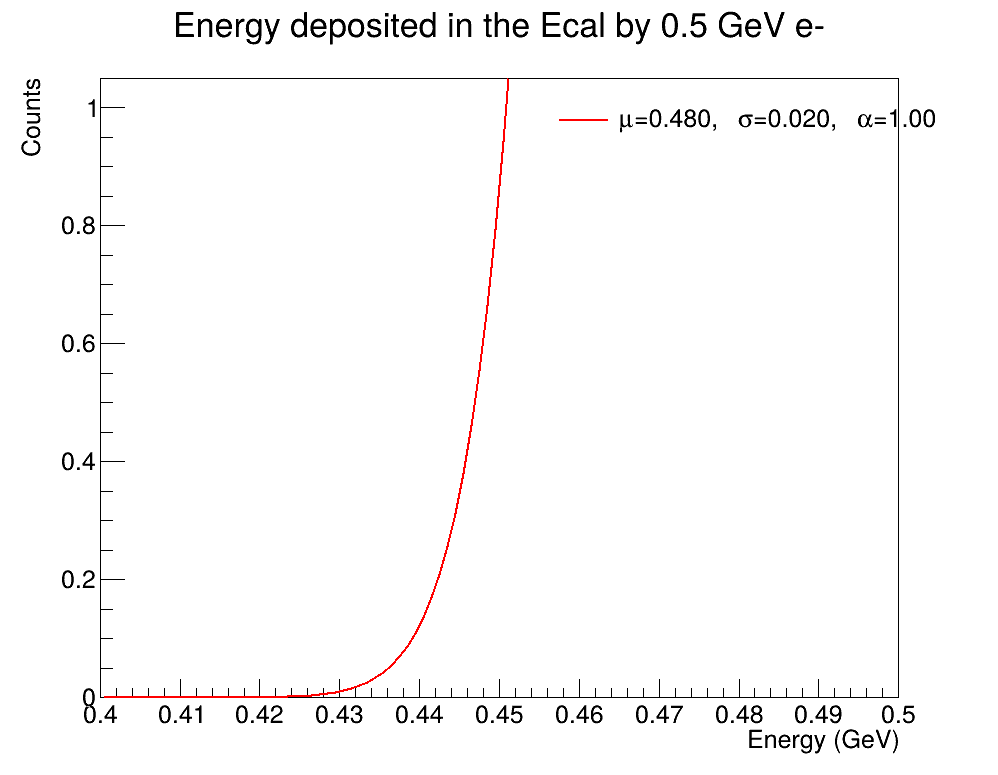 Energy deposited in the Ecal by 0.5 GeV e-
Counts
μ=0.480, σ=0.020, α=1.00
1
0.8
0.6
0.4
0.2
0
0.4 0.41 0.42 0.43 0.44 0.45 0.46 0.47 0.48 0.49 0.5
Energy (GeV)